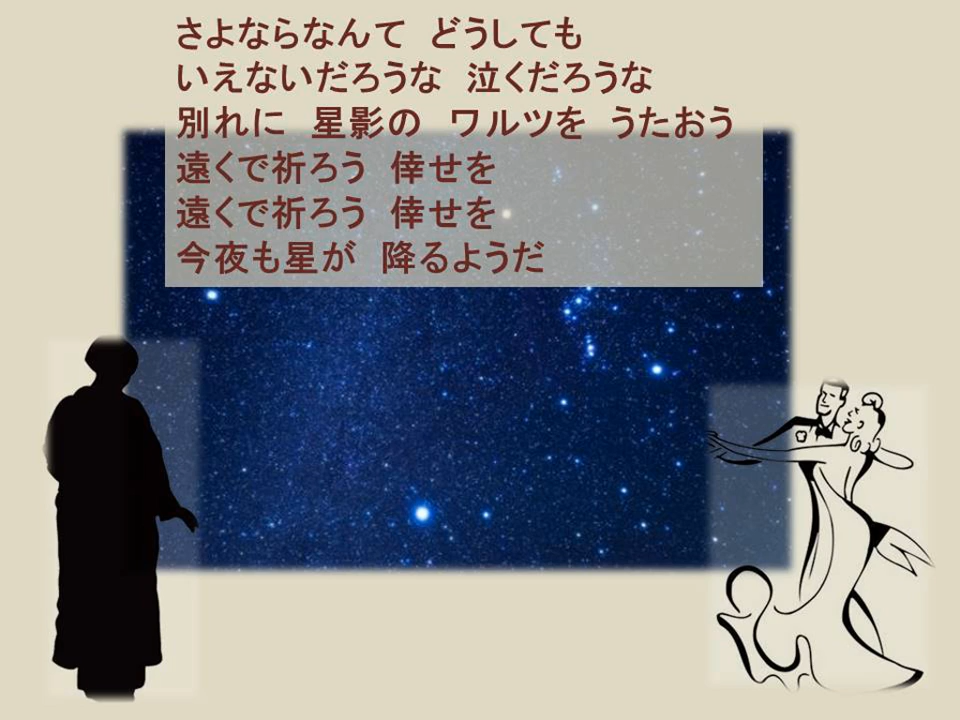 さよならなんて　どうしても
いえないだろうな　泣くだろうな
別れに　星影の　ワルツを　うたおう
遠くで祈ろう　倖せを
遠くで祈ろう　倖せを
今夜も星が　降るようだ